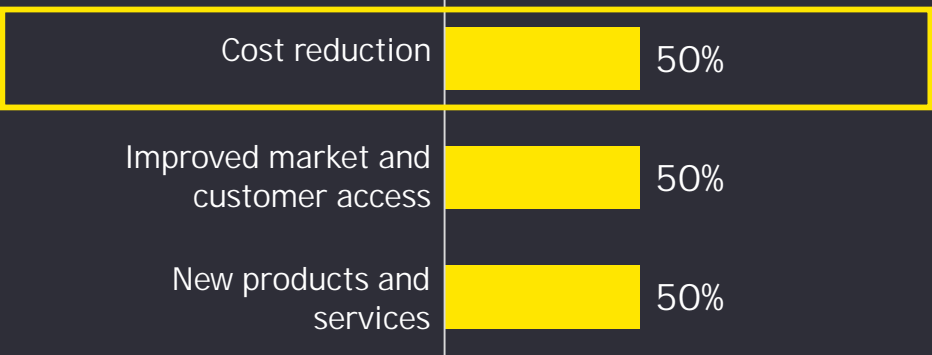 Cost reduction
50%
Improved market and
customer access
50%
New products and
services
50%